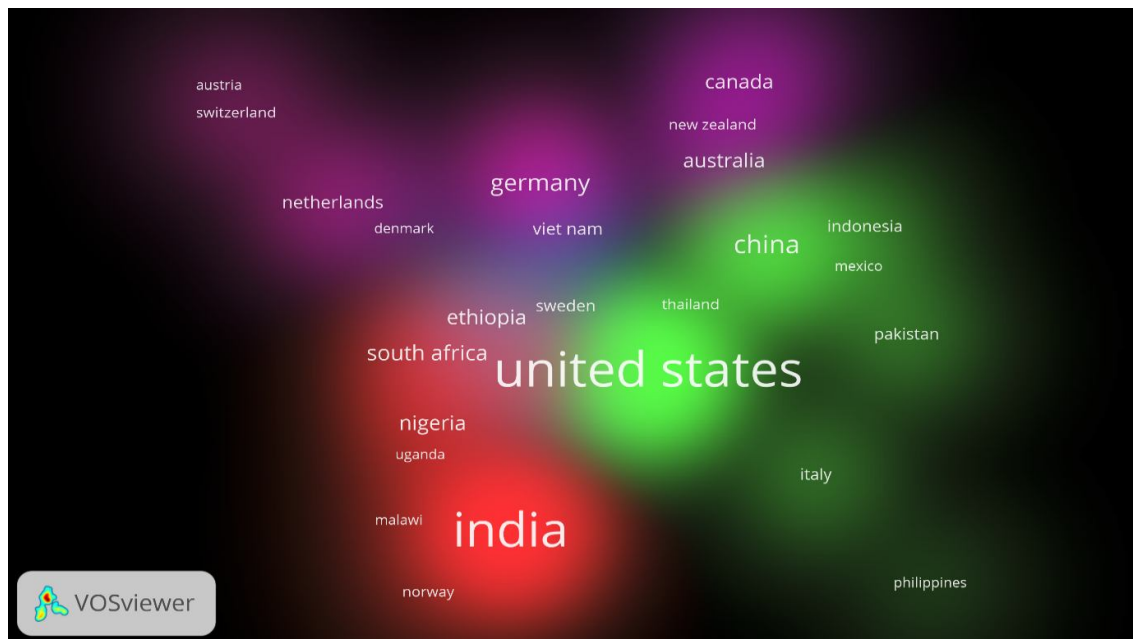 austria
canada
switzerland
new zealand
australia
germany
netherlands
denmark
viet nam
indonesia
china
mexico
sweden
thailand
ethiopia
pakistan
south africa
united states
nigeria
uganda
italy
malawi
india
philippines
norway
VOSviewer